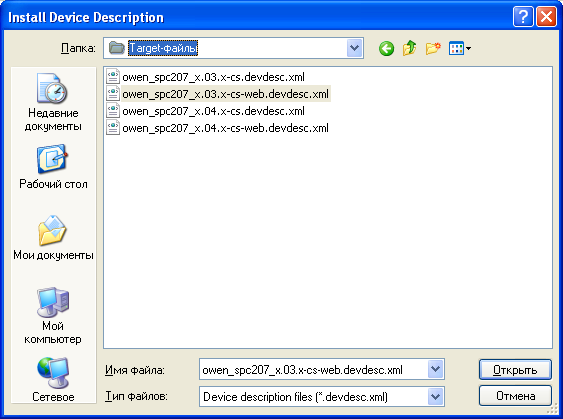 Install Device Description
Папка:
Target-файлы
owen_spc207_x.03.x-cs.devdesc.xml
owen_spc207_x.03.x-cs-web.devdesc.xml
owen_spc207_x.04.x-cs.devdesc.xml
owen_spc207_x.04.x-cs-web.devdesc.xml
Недавние
документы
Рабочий стол
Мои документы
Мой
компьютер
Сетевое
Имя файла:
owen_spc207_x.03.x-cs-web.devdesc.xml
Открыть
Тип файлов:
Device description files (*.devdesc.xml)
Отмена